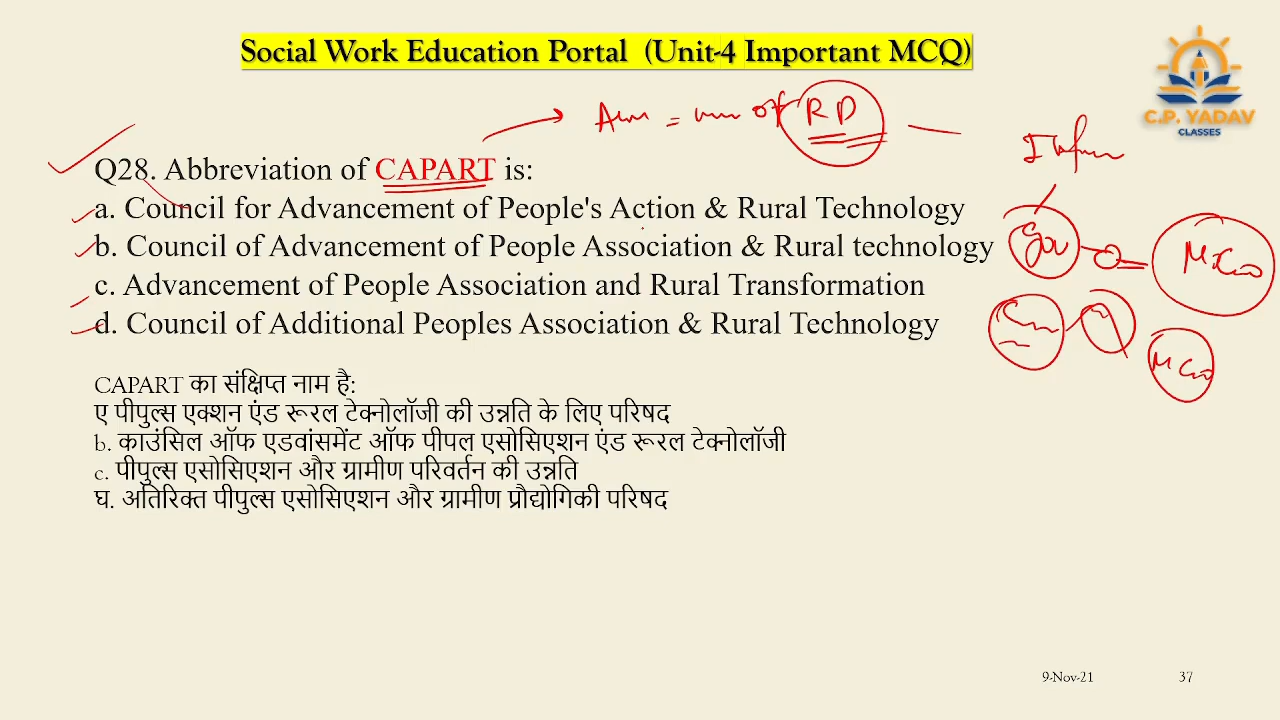 Social Work Education Portal (Unit-4 Important MCQ)
C.P. YADAV
CLASSES
of RD
Q28. Abbreviation of CAPART is:
a. Council for Advancement of People's Action & Rural Technology
b. Council of Advancement of People Association & Rural technology
c. Advancement of People Association and Rural Transformation
d. Council of Additional Peoples Association & Rural Technology
Gov
CAPART का संक्षिप्त नाम है:
ए पीपुल्स एक्शन एंड रूरल टेक्नोलॉजी की उन्नति के लिए परिषद
b. काउंसिल ऑफ एडवांसमेंट ऑफ पीपल एसोसिएशन एंड रूरल टेक्नोलॉजी
c. पीपुल्स एसोसिएशन और ग्रामीण परिवर्तन की उन्नति
घ. अतिरिक्त पीपुल्स एसोसिएशन और ग्रामीण प्रौद्योगिकी परिषद
9-Nov-21
37